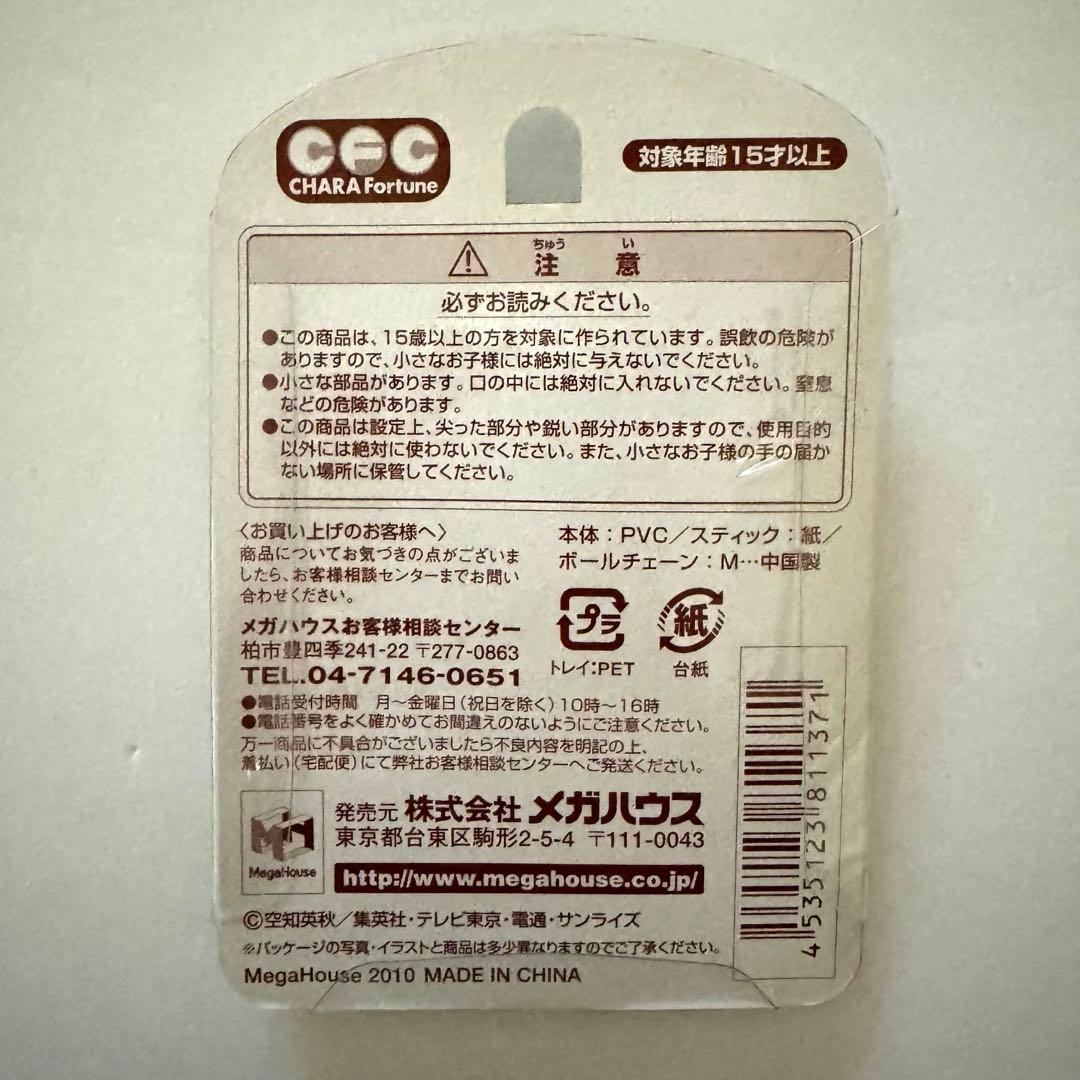 CFC
CHARA Fortune
対象年齢15才以上
ちゅう い
⚠ 注 意
必ずお読みください。
●この商品は、15歳以上の方を対象に作られています。誤飲の危険が
ありますので、小さなお子様には絶対に与えないでください。
●小さな部品があります。口の中には絶対に入れないでください。窒息
などの危険があります。
●この商品は設定上、尖った部分や鋭い部分がありますので、使用目的
以外には絶対に使わないでください。また、小さなお子様の手の届か
ない場所に保管してください。
〈お買い上げのお客様へ〉
商品についてお気づきの点がございま
したら、お客様相談センターまでお問い
合わせください。
メガハウスお客様相談センター
柏市豊四季241-22 〒277-0863
TEL.04-7146-0651
本体：PVC／スティック：紙／
ボールチェーン：M…中国製
プラ
トレイ:PET
紙
台紙
●電話受付時間 月～金曜日(祝日を除く)10時～16時
●電話番号をよく確かめてお間違えのないようにご注意ください。
万一商品に不具合がございましたら不良内容を明記の上、
着払い(宅配便)にて弊社お客様相談センターへご発送ください。
MegaHouse
発売元 株式会社 メガハウス
東京都台東区駒形2-5-4 〒111-0043
http://www.megahouse.co.jp/
©空知英秋／集英社・テレビ東京・電通・サンライズ
※パッケージの写真・イラストと商品は多少異なりますのでご了承ください。
MegaHouse 2010 MADE IN CHINA
4535123811371